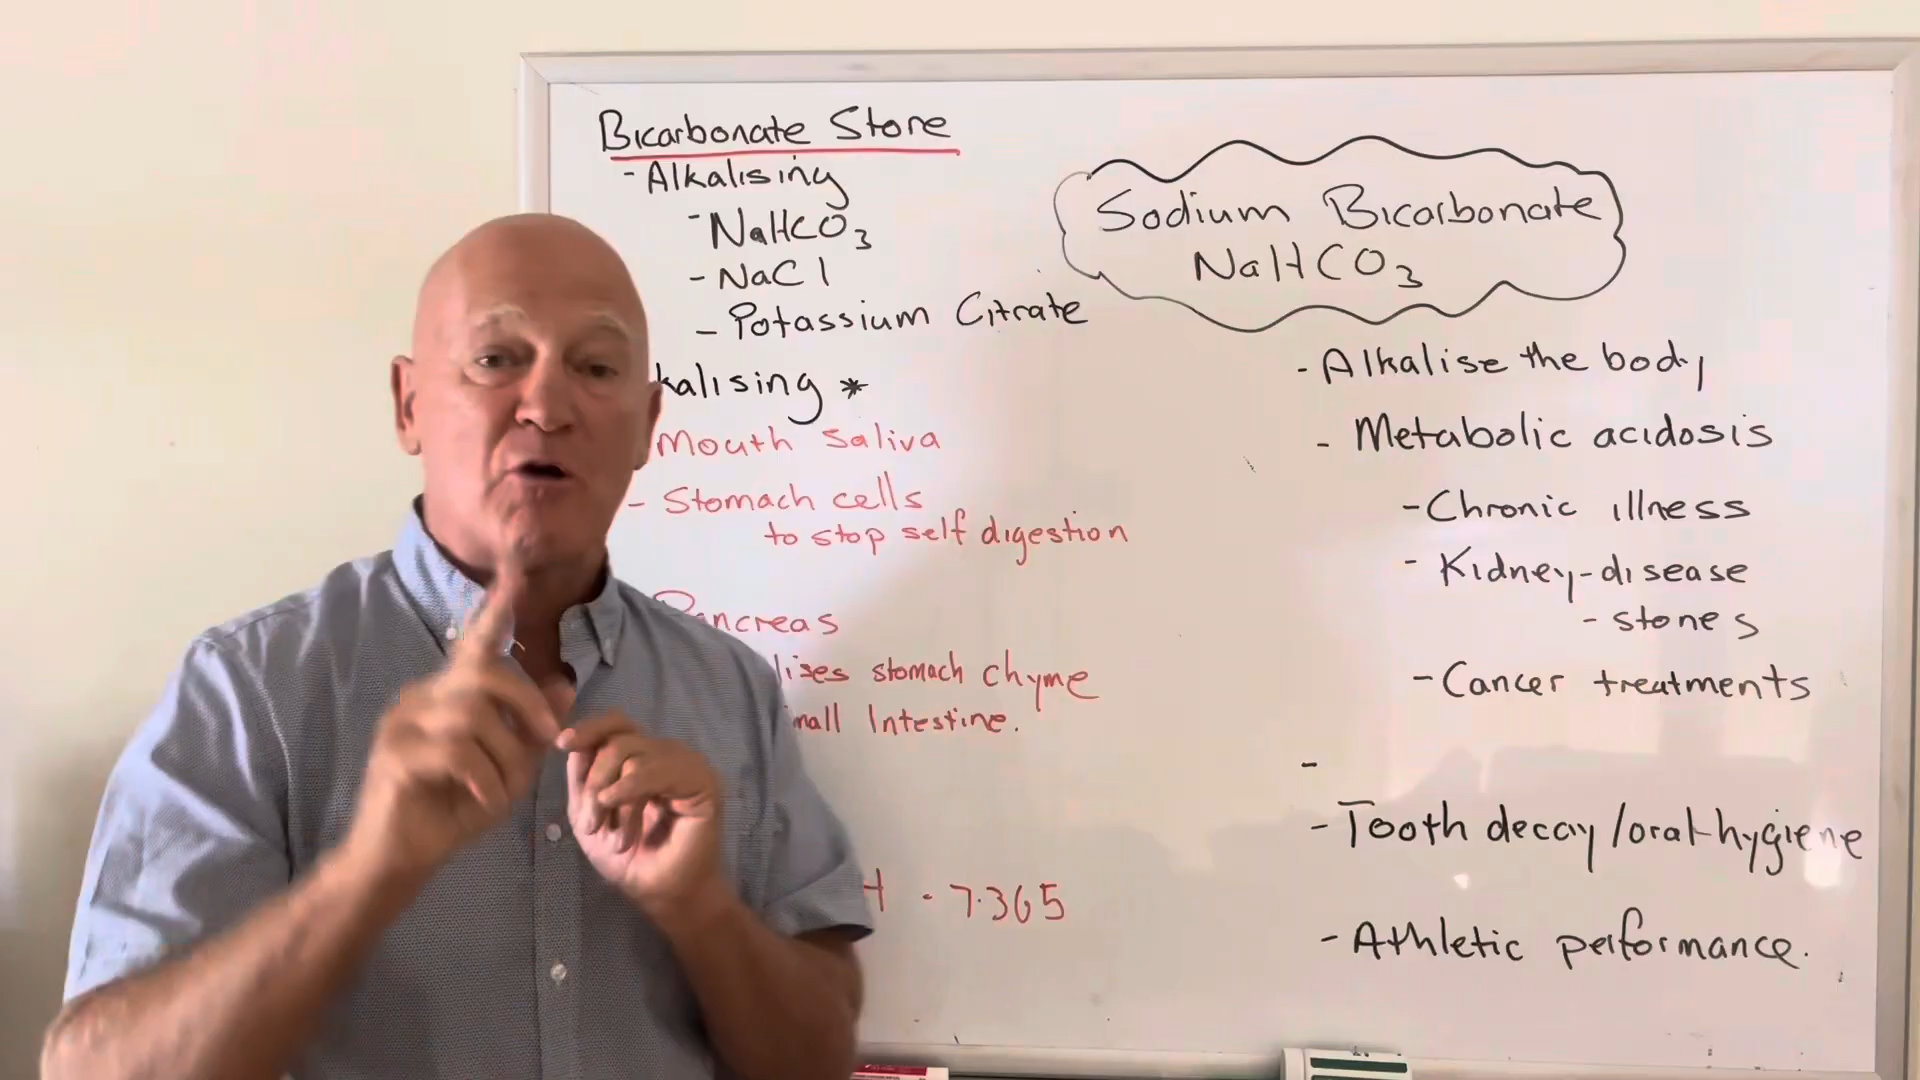 Bicarbonate Store
- Alkalising
- NaHCO3
- NaCl
- Potassium Citrate
kalising *
Mouth saliva
- Stomach cells
to stop self digestion
Pancreas
lises stomach chyme
mall Intestine.
- 7.365
Sodium Bicarbonate
NaHCO3
- Alkalise the body
- Metabolic acidosis
- Chronic illness
- Kidney-disease
- stones
- Cancer treatments
-
- Tooth decay/oral-hygiene
- Athletic performance.